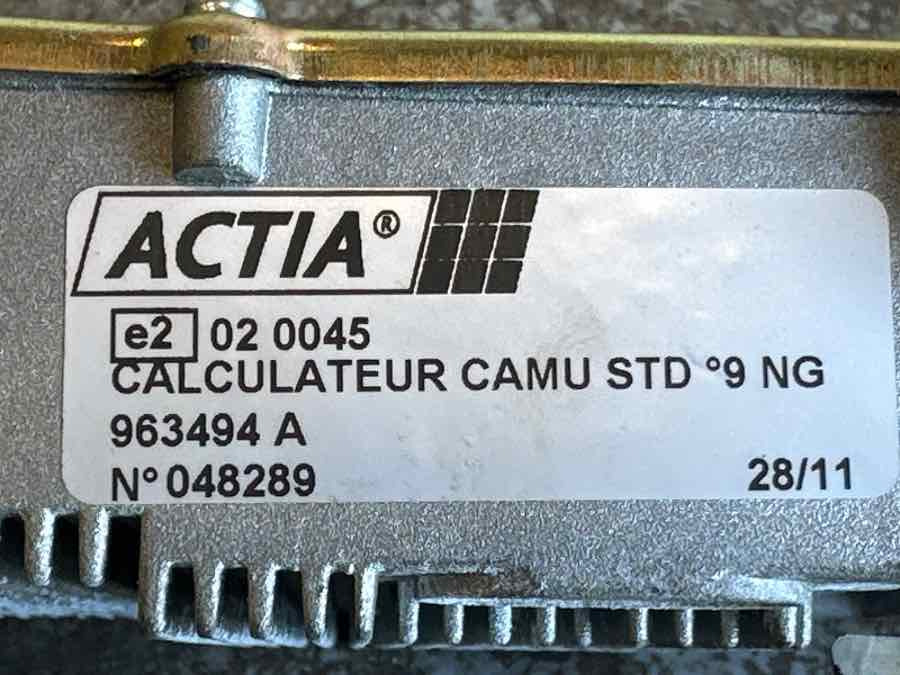 ACTIA®
e2 02 0045
CALCULATEUR CAMU STD °9 NG
963494 A
N° 048289 28/11